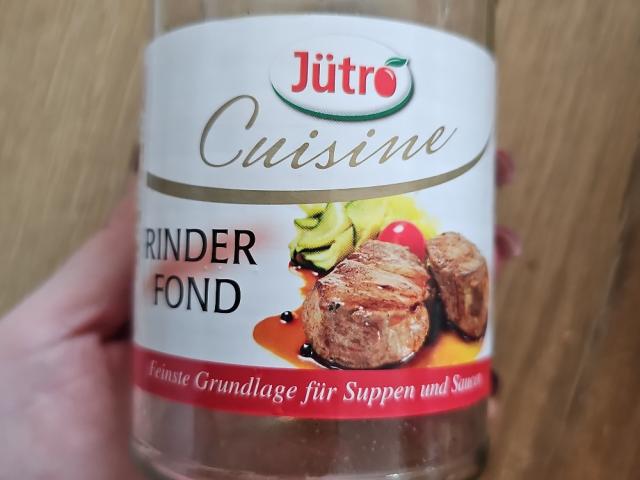 Jütro
Cuisine
RINDER
FOND
Feinste Grundlage für Suppen und Saucen